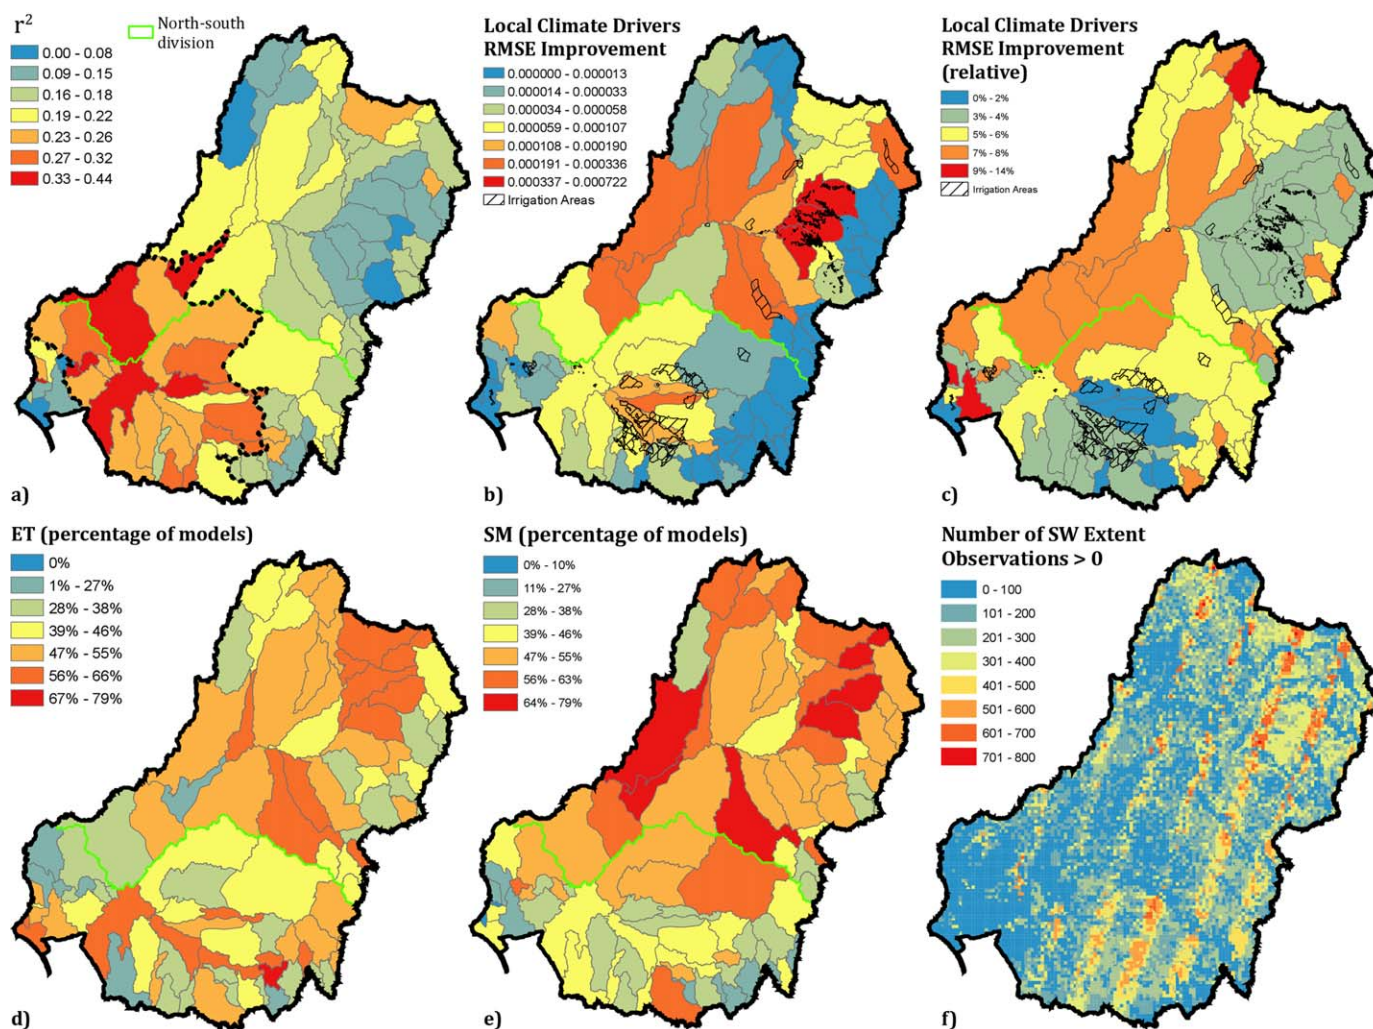 r²
0.00 - 0.08
0.09 - 0.15
0.16 - 0.18
0.19 - 0.22
0.23 - 0.26
0.27 - 0.32
0.33 - 0.44
North-south
division
a)
Local Climate Drivers
RMSE Improvement
0.000000 - 0.000013
0.000014 - 0.000033
0.000034 - 0.000058
0.000059 - 0.000107
0.000108 - 0.000190
0.000191 - 0.000336
0.000337 - 0.000722
Irrigation Areas
b)
Local Climate Drivers
RMSE Improvement
(relative)
0% - 2%
3% - 4%
5% - 6%
7% - 8%
9% - 14%
Irrigation Areas
c)
ET (percentage of models)
0%
1% - 27%
28% - 38%
39% - 46%
47% - 55%
56% - 66%
67% - 79%
d)
SM (percentage of models)
0% - 10%
11% - 27%
28% - 38%
39% - 46%
47% - 55%
56% - 63%
64% - 79%
e)
Number of SW Extent
Observations > 0
0 - 100
101 - 200
201 - 300
301 - 400
401 - 500
501 - 600
601 - 700
701 - 800
f)